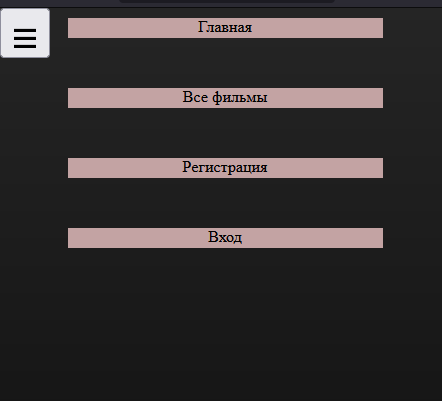 Главная
Все фильмы
Регистрация
Вход